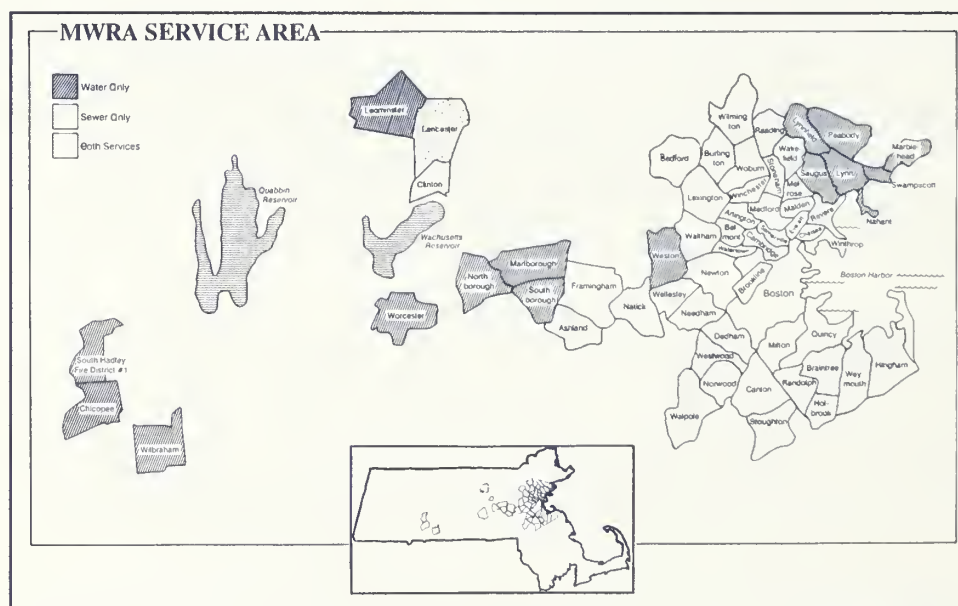 MWRA SERVICE AREA
Water Only
Sewer Only
Both Services
Leominster
Lancaster
Clinton
Quabbin
Reservoir
Wachusetts
Reservoir
North
borough
Marlborough
South
borough
Framingham
Ashland
Natick
Worcester
South Hadley
Fire District #1
Chicopee
Wilbraham
Wilming
ton
Bedford
Burling
ton
Reading
Lynnfield
Peabody
Marble-
head
Woburn
Stoneham
Wake-
field
Saugus
Lynn
Swampscott
Lexington
Winchester
Mel
rose
Nahant
Medford
Malden
Revere
Arlington
Somerville
Everett
Chelsea
Winthrop
Waltham
Bel
mont
Watertown
Cambridge
Weston
Newton
Brookline
Boston
Boston Harbor
Wellesley
Needham
Dedham
Milton
Quincy
Westwood
Norwood
Canton
Randolph
Braintree
Wey
mouth
Hingham
Hol-
brook
Walpole
Stoughton